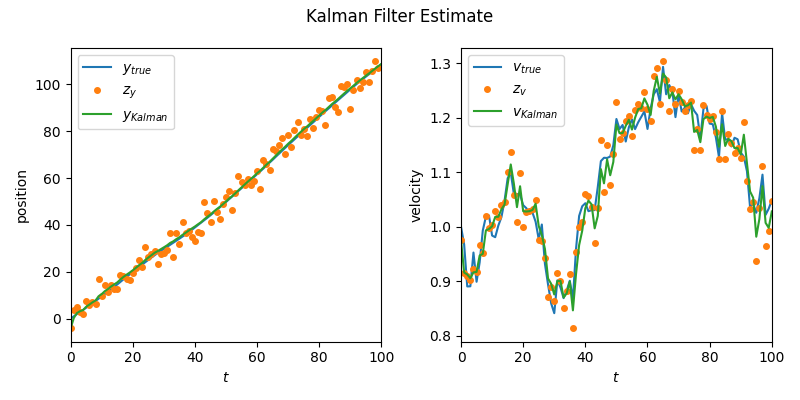 Kalman Filter Estimate
y_true
z_y
y_Kalman
position
100
80
60
40
20
0
0 20 40 60 80 100
t
v_true
z_v
v_Kalman
velocity
1.3
1.2
1.1
1.0
0.9
0.8
0 20 40 60 80 100
t